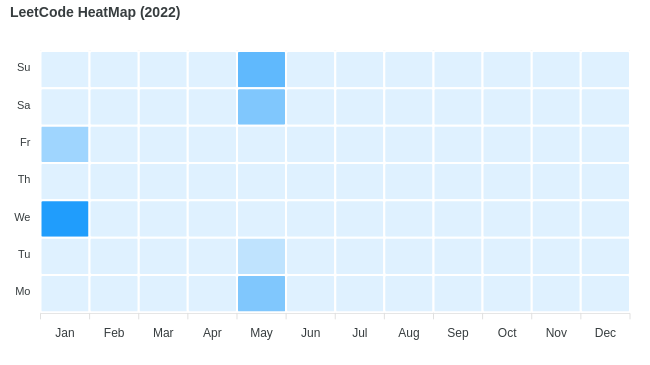 LeetCode HeatMap (2022)
Su
Sa
Fr
Th
We
Tu
Mo
Jan Feb Mar Apr May Jun Jul Aug Sep Oct Nov Dec